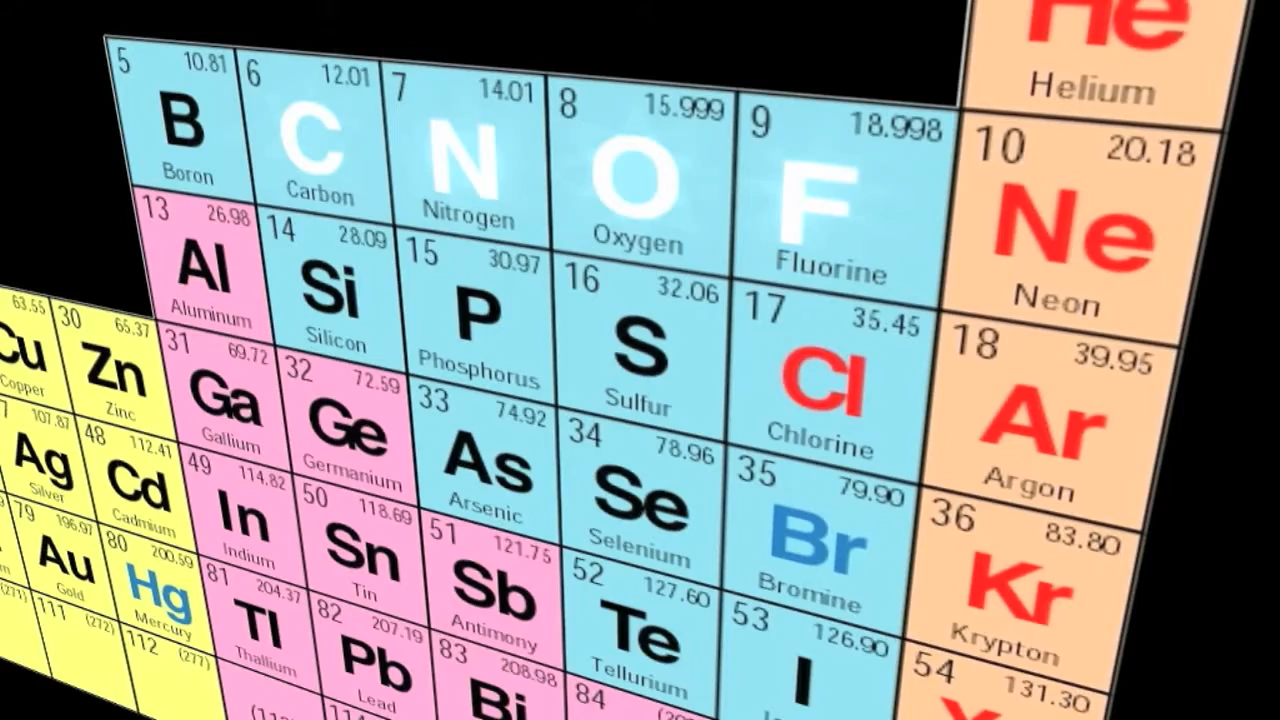 He
Helium
5 10.81
B
Boron
6 12.01
C
Carbon
7 14.01
N
Nitrogen
8 15.999
O
Oxygen
9 18.998
F
Fluorine
10 20.18
Ne
Neon
13 26.98
Al
Aluminum
14 28.09
Si
Silicon
15 30.97
P
Phosphorus
16 32.06
S
Sulfur
17 35.45
Cl
Chlorine
18 39.95
Ar
Argon
63.55
Cu
Copper
30 65.37
Zn
Zinc
31 69.72
Ga
Gallium
32 72.59
Ge
Germanium
33 74.92
As
Arsenic
34 78.96
Se
Selenium
35 79.90
Br
Bromine
36 83.80
Kr
Krypton
7 107.87
Ag
Silver
48 112.41
Cd
Cadmium
49 114.82
In
Indium
50 118.69
Sn
Tin
51 121.75
Sb
Antimony
52 127.60
Te
Tellurium
53 126.90
I
54 131.30
79 196.97
Au
Gold
80 200.59
Hg
Mercury
81 204.37
Tl
Thallium
82 207.19
Pb
Lead
83 208.98
Bi
84
(271)
111 (272)
112 (277)